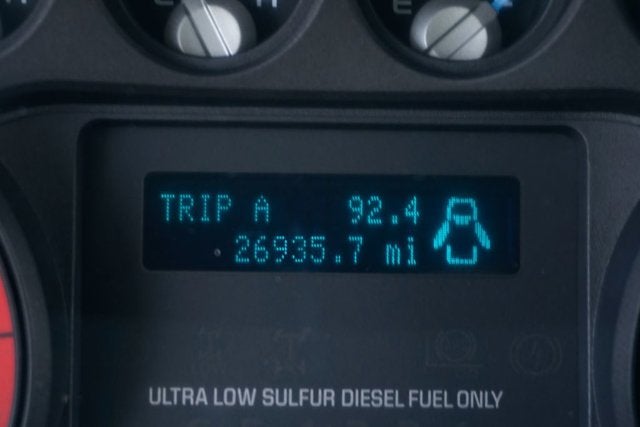 E
TRIP A 92.4
26935.7 mi
ULTRA LOW SULFUR DIESEL FUEL ONLY